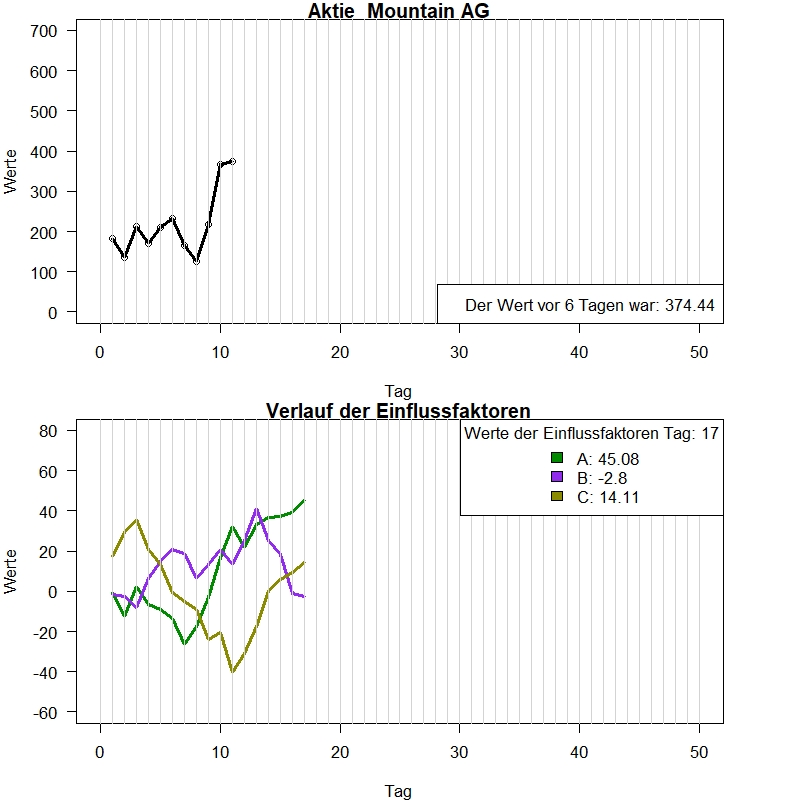 Aktie  Mountain AG
Werte
700
600
500
400
300
200
100
0
Der Wert vor 6 Tagen war: 374.44
0 10 20 30 40 50
Tag
Verlauf der Einflussfaktoren
Werte
80
60
40
20
0
-20
-40
-60
Werte der Einflussfaktoren Tag: 17
A: 45.08
B: -2.8
C: 14.11
0 10 20 30 40 50
Tag